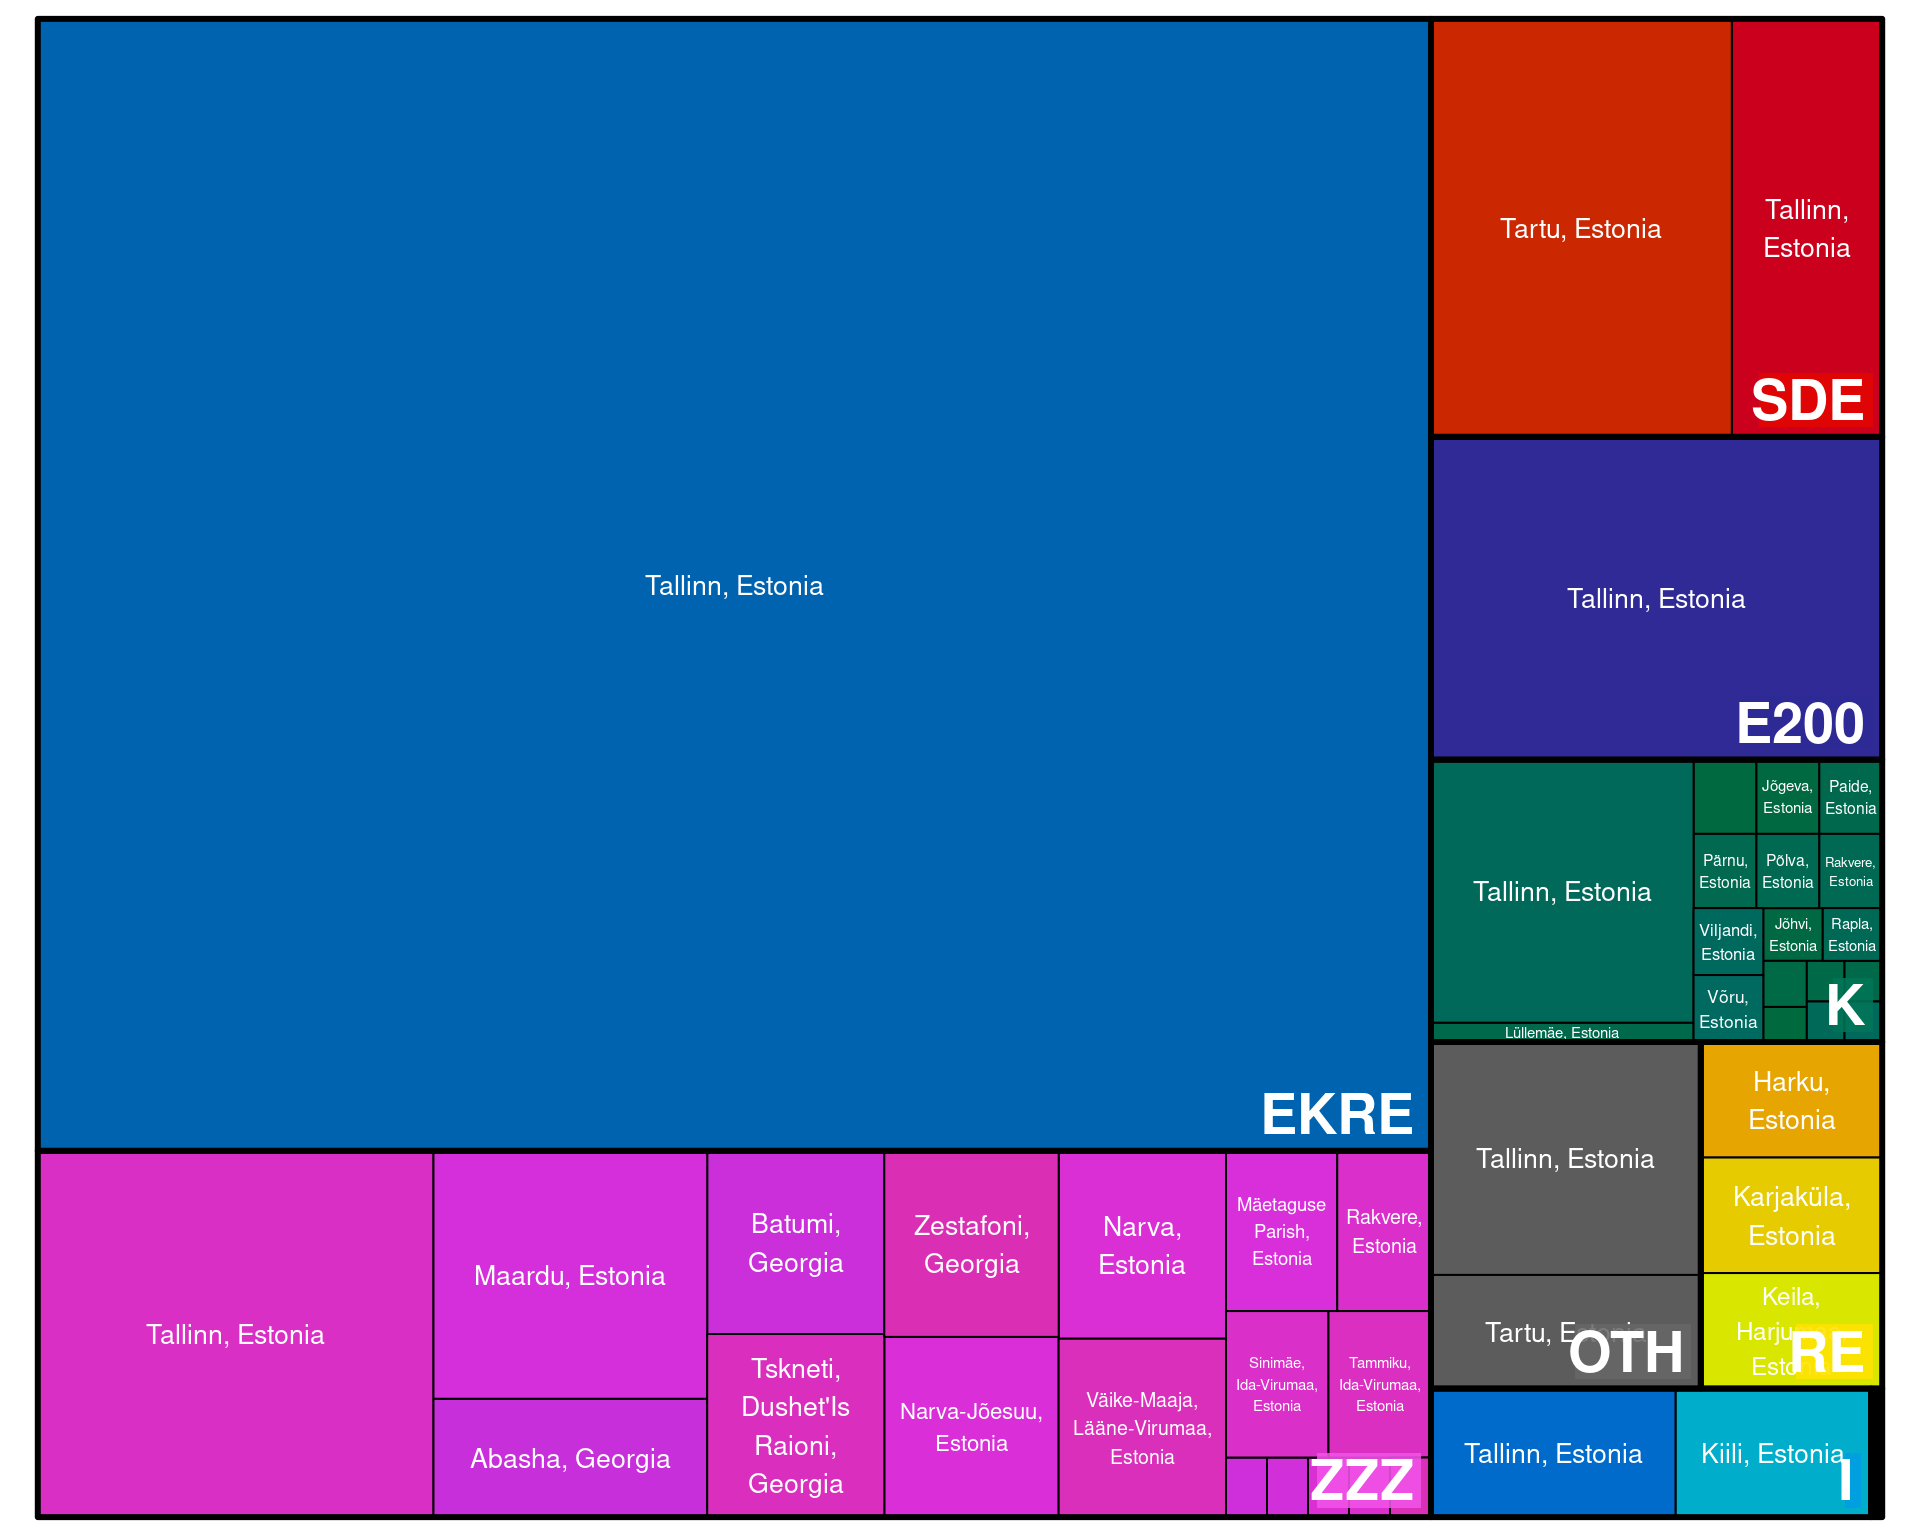 Tallinn, Estonia
EKRE
Tartu, Estonia
Tallinn,
Estonia
SDE
Tallinn, Estonia
E200
Tallinn, Estonia
Jõgeva,
Estonia
Paide,
Estonia
Pärnu,
Estonia
Põlva,
Estonia
Rakvere,
Estonia
Viljandi,
Estonia
Jõhvi,
Estonia
Rapla,
Estonia
Võru,
Estonia
Lüllemäe, Estonia
K
Tallinn, Estonia
Tartu, Estonia
OTH
Harku,
Estonia
Karjaküla,
Estonia
Keila,
RE
Tallinn, Estonia
Kiili, Estonia
I
Tallinn, Estonia
Maardu, Estonia
Abasha, Georgia
Batumi,
Georgia
Tskneti,
Dushet'Is
Raioni,
Georgia
Zestafoni,
Georgia
Narva-Jõesuu,
Estonia
Narva,
Estonia
Väike-Maaja,
Lääne-Virumaa,
Estonia
Mäetaguse
Parish,
Estonia
Rakvere,
Estonia
Sinimäe,
Ida-Virumaa,
Estonia
Tammiku,
Ida-Virumaa,
Estonia
ZZZ